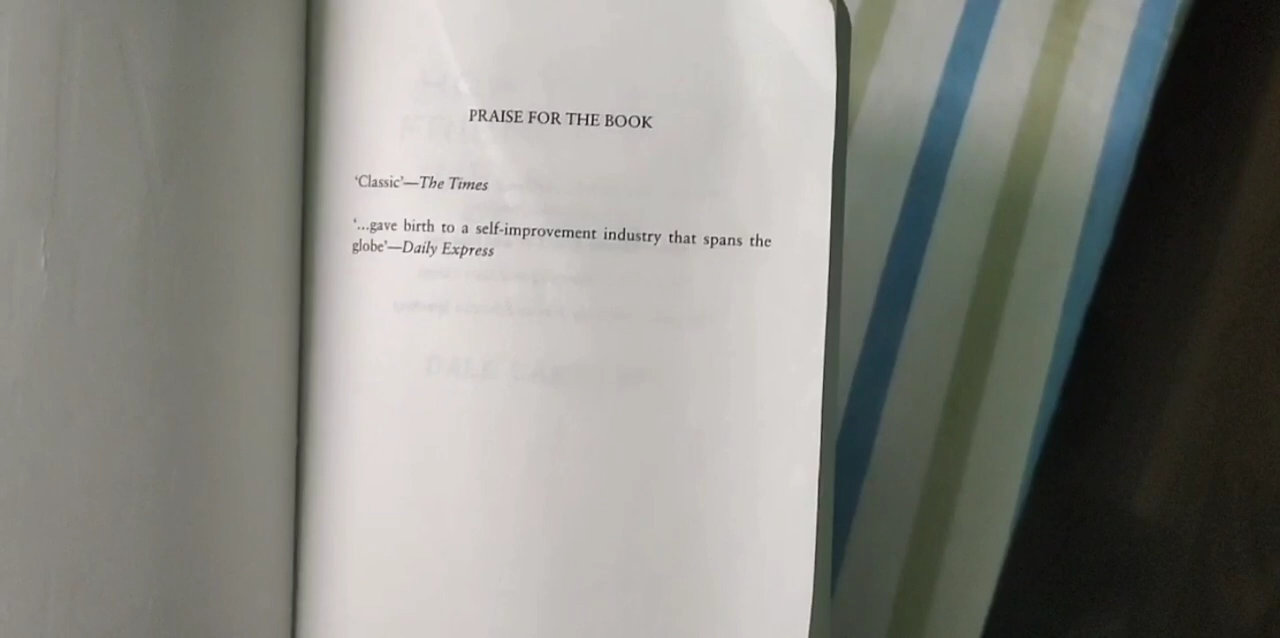 PRAISE FOR THE BOOK
‘Classic’—The Times
‘...gave birth to a self-improvement industry that spans the
globe’—Daily Express